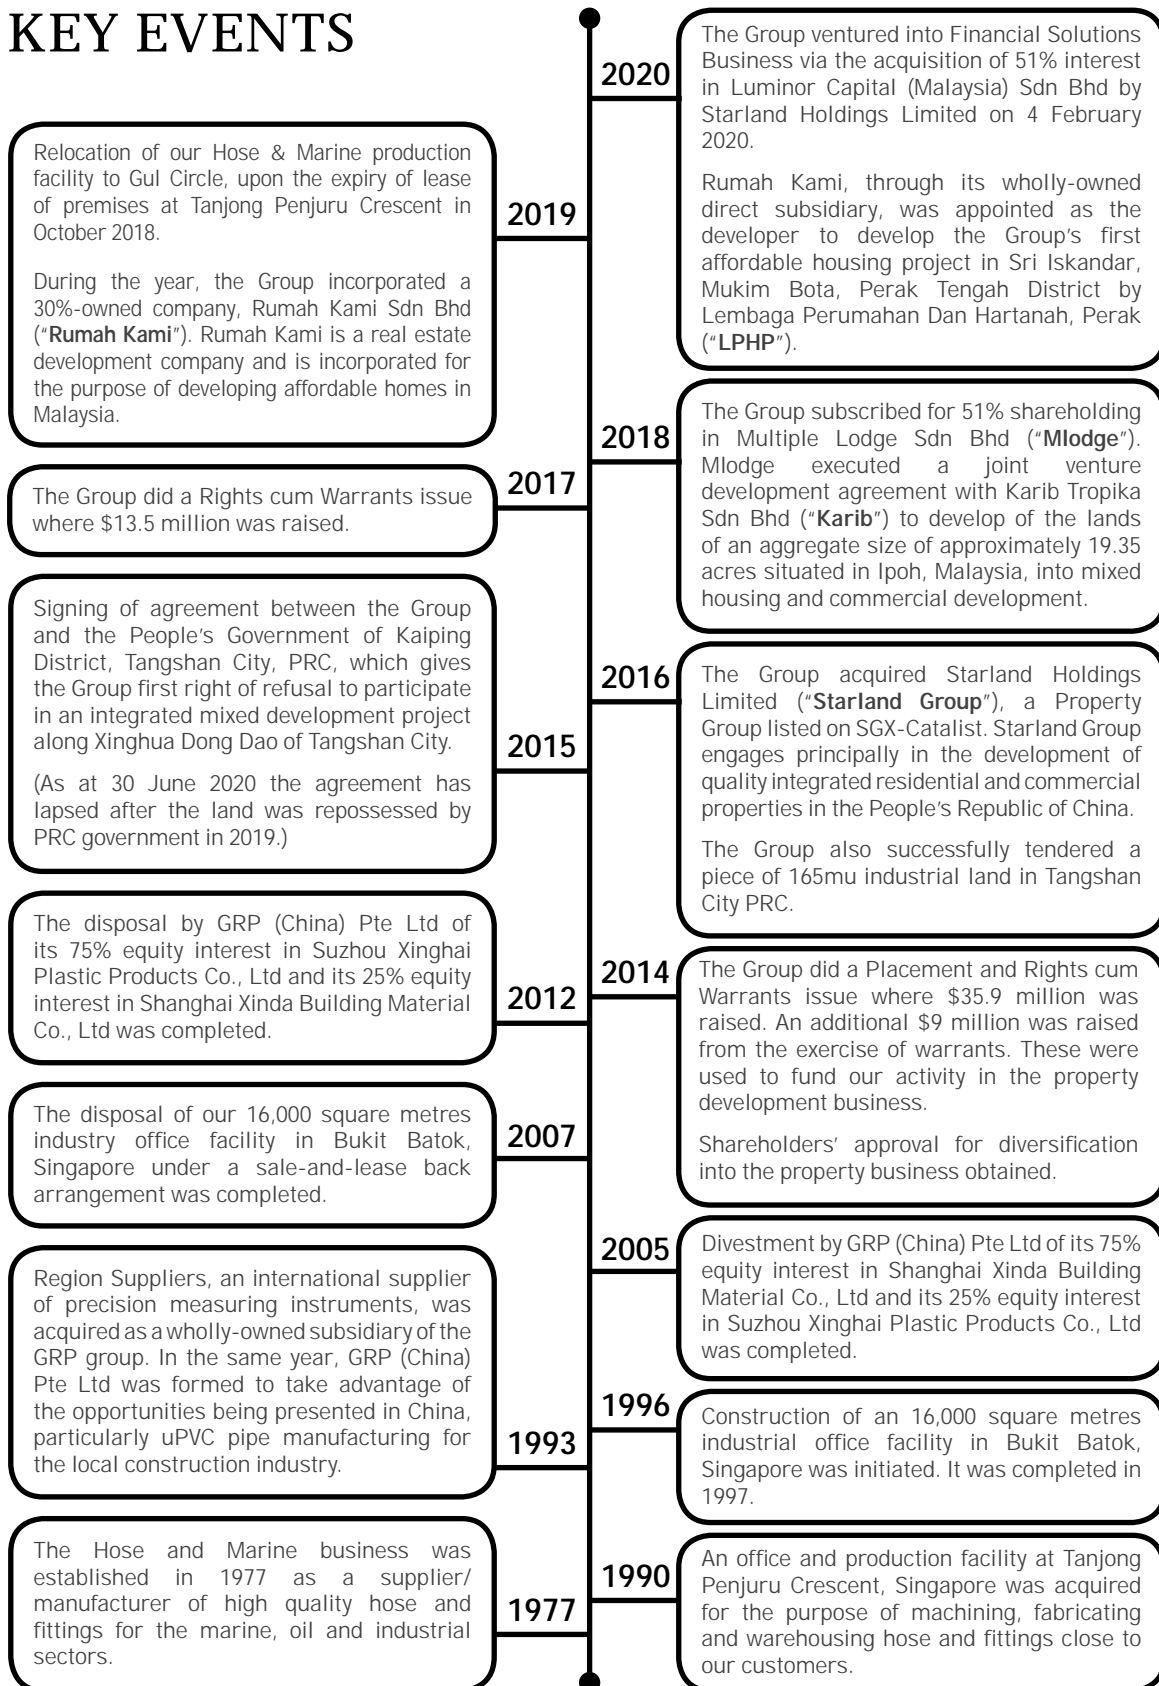 KEY EVENTS
2020
The Group ventured into Financial Solutions
Business via the acquisition of 51% interest
in Luminor Capital (Malaysia) Sdn Bhd by
Starland Holdings Limited on 4 February
2020.
Rumah Kami, through its wholly-owned
direct subsidiary, was appointed as the
developer to develop the Group's first
affordable housing project in Sri Iskandar,
Mukim Bota, Perak Tengah District by
Lembaga Perumahan Dan Hartanah, Perak
("LPHP").
2019
Relocation of our Hose & Marine production
facility to Gul Circle, upon the expiry of lease
of premises at Tanjong Penjuru Crescent in
October 2018.
During the year, the Group incorporated a
30%-owned company, Rumah Kami Sdn Bhd
("Rumah Kami"). Rumah Kami is a real estate
development company and is incorporated for
the purpose of developing affordable homes in
Malaysia.
2018
The Group subscribed for 51% shareholding
in Multiple Lodge Sdn Bhd ("Mlodge").
Mlodge executed a joint venture
development agreement with Karib Tropika
Sdn Bhd ("Karib") to develop of the lands
of an aggregate size of approximately 19.35
acres situated in Ipoh, Malaysia, into mixed
housing and commercial development.
2017
The Group did a Rights cum Warrants issue
where $13.5 million was raised.
2016
The Group acquired Starland Holdings
Limited ("Starland Group"), a Property
Group listed on SGX-Catalist. Starland Group
engages principally in the development of
quality integrated residential and commercial
properties in the People's Republic of China.
The Group also successfully tendered a
piece of 165mu industrial land in Tangshan
City PRC.
2015
Signing of agreement between the Group
and the People's Government of Kaiping
District, Tangshan City, PRC, which gives
the Group first right of refusal to participate
in an integrated mixed development project
along Xinghua Dong Dao of Tangshan City.
(As at 30 June 2020 the agreement has
lapsed after the land was repossessed by
PRC government in 2019.)
2014
The Group did a Placement and Rights cum
Warrants issue where $35.9 million was
raised. An additional $9 million was raised
from the exercise of warrants. These were
used to fund our activity in the property
development business.
Shareholders' approval for diversification
into the property business obtained.
2012
The disposal by GRP (China) Pte Ltd of
its 75% equity interest in Suzhou Xinghai
Plastic Products Co., Ltd and its 25% equity
interest in Shanghai Xinda Building Material
Co., Ltd was completed.
2007
The disposal of our 16,000 square metres
industry office facility in Bukit Batok,
Singapore under a sale-and-lease back
arrangement was completed.
2005
Divestment by GRP (China) Pte Ltd of its 75%
equity interest in Shanghai Xinda Building
Material Co., Ltd and its 25% equity interest
in Suzhou Xinghai Plastic Products Co., Ltd
was completed.
1996
Construction of an 16,000 square metres
industrial office facility in Bukit Batok,
Singapore was initiated. It was completed in
1997.
1993
Region Suppliers, an international supplier
of precision measuring instruments, was
acquired as a wholly-owned subsidiary of the
GRP group. In the same year, GRP (China)
Pte Ltd was formed to take advantage of
the opportunities being presented in China,
particularly uPVC pipe manufacturing for
the local construction industry.
1990
An office and production facility at Tanjong
Penjuru Crescent, Singapore was acquired
for the purpose of machining, fabricating
and warehousing hose and fittings close to
our customers.
1977
The Hose and Marine business was
established in 1977 as a supplier/
manufacturer of high quality hose and
fittings for the marine, oil and industrial
sectors.